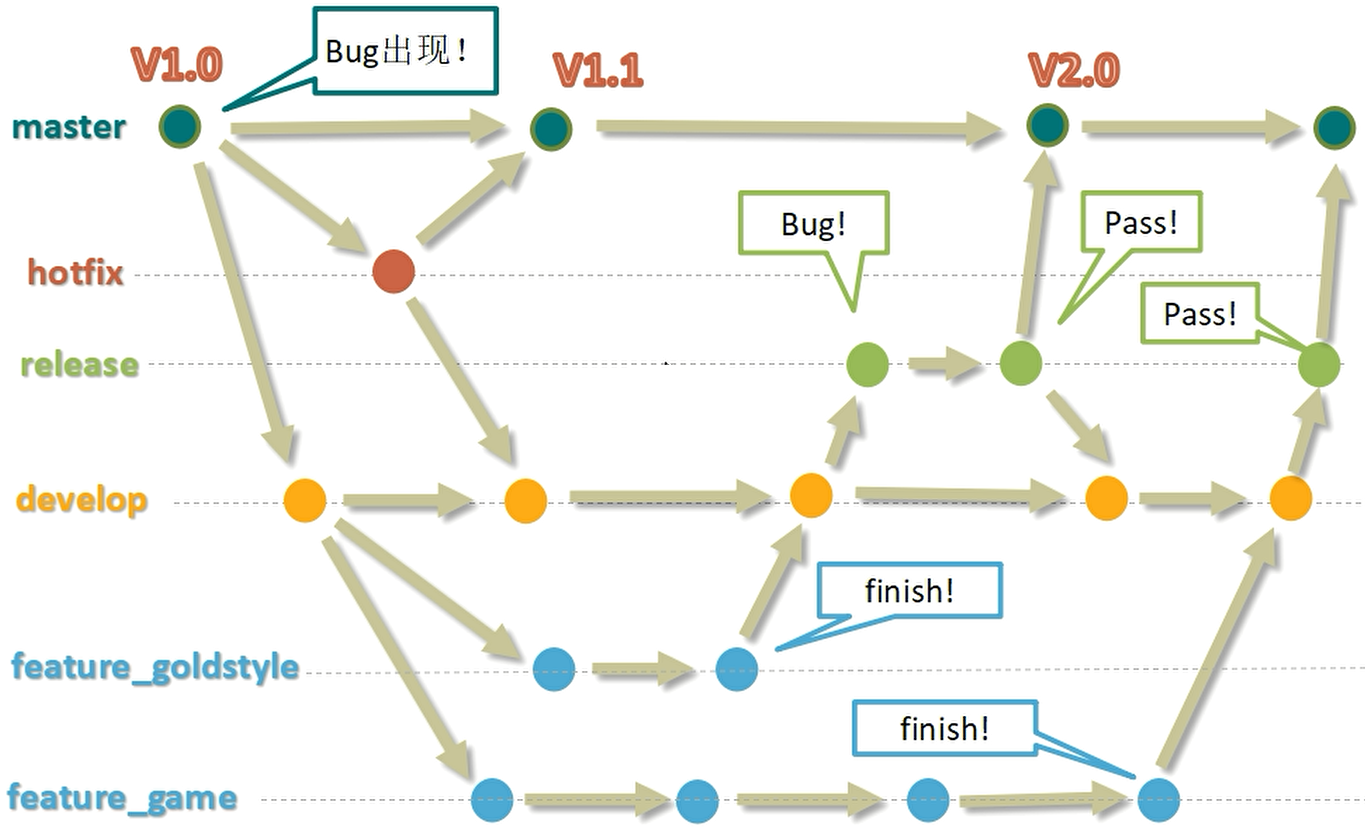 Bug出现！
V1.0
V1.1
V2.0
master
Bug!
Pass!
hotfix
Pass!
release
develop
finish!
feature_goldstyle
finish!
feature_game